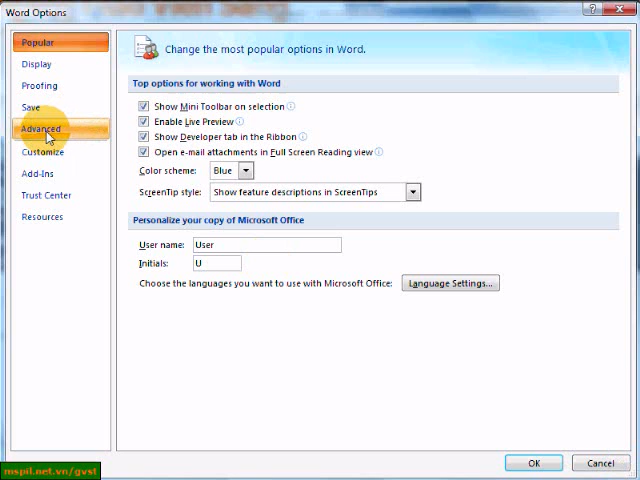 Word Options
Popular
Display
Proofing
Save
Advanced
Customize
Add-Ins
Trust Center
Resources
Change the most popular options in Word.
Top options for working with Word
Show Mini Toolbar on selection
Enable Live Preview
Show Developer tab in the Ribbon
Open e-mail attachments in Full Screen Reading view
Color scheme: Blue
ScreenTip style: Show feature descriptions in ScreenTips
Personalize your copy of Microsoft Office
User name: User
Initials: U
Choose the languages you want to use with Microsoft Office: Language Settings...
OK Cancel
mspil.net.vn/gvst